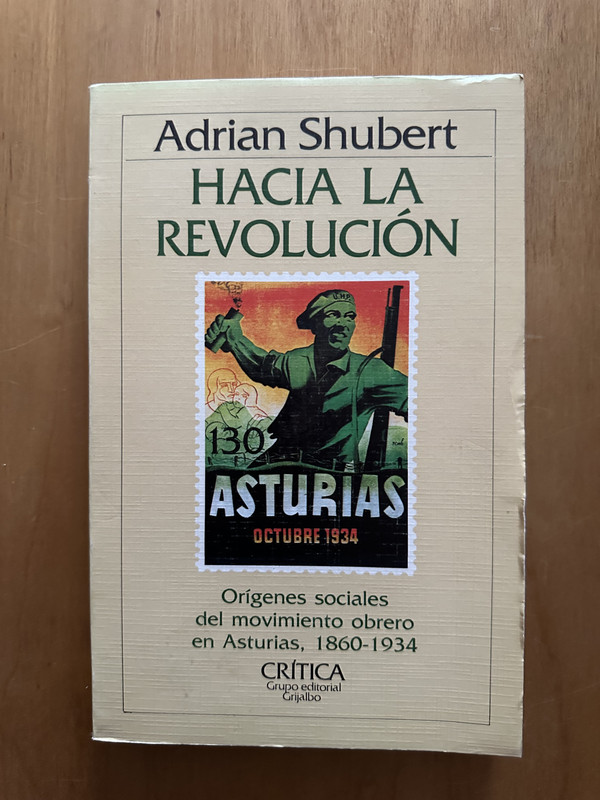 Adrian Shubert
HACIA LA
REVOLUCIÓN
U.H.P.
130
ASTURIAS
OCTUBRE 1934
Orígenes sociales
del movimiento obrero
en Asturias, 1860-1934
CRÍTICA
Grupo editorial
Grijalbo